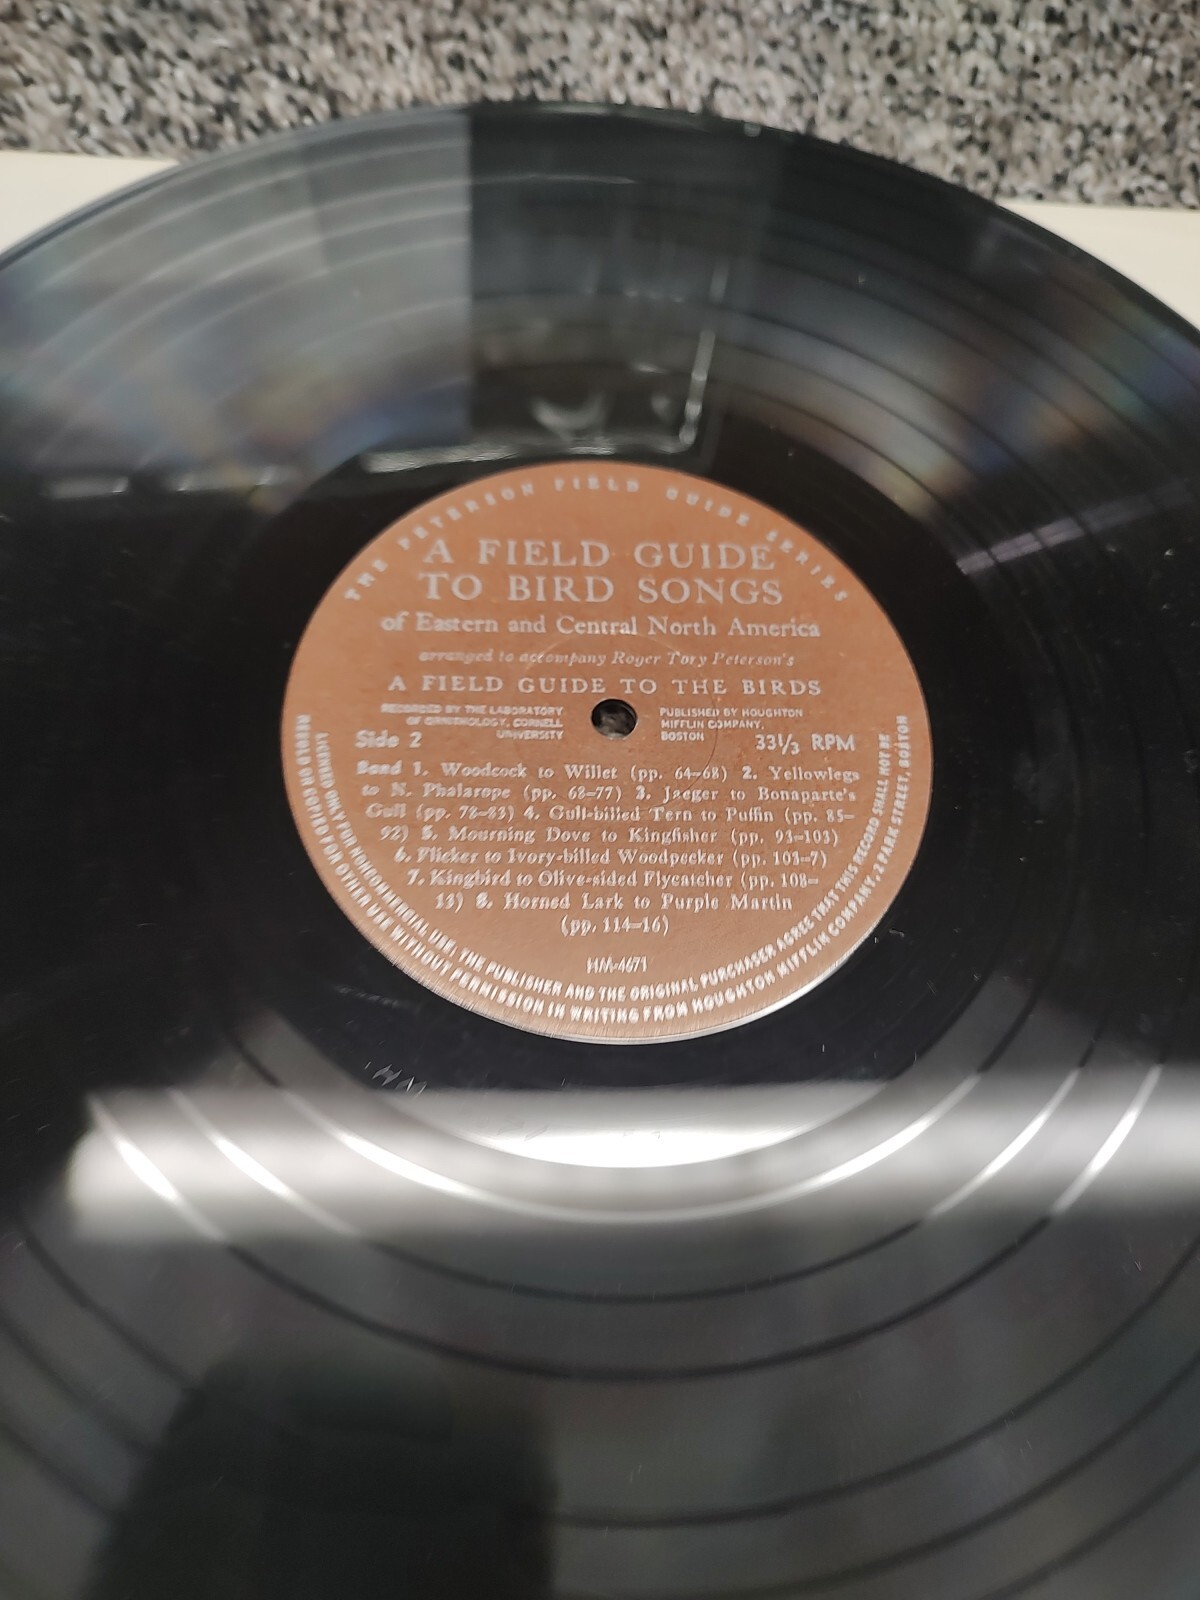 THE PETERSON FIELD GUIDE SERIES
A FIELD GUIDE
TO BIRD SONGS
of Eastern and Central North America
arranged to accompany Roger Tory Peterson's
A FIELD GUIDE TO THE BIRDS
RECORDED BY THE LABORATORY
OF ORNITHOLOGY, CORNELL
UNIVERSITY
PUBLISHED BY HOUGHTON
MIFFLIN COMPANY,
BOSTON
Side 2
33⅓ RPM
Band 1. Woodcock to Willet (pp. 64–68) 2. Yellowlegs
to N. Phalarope (pp. 68–77) 3. Jaeger to Bonaparte's
Gull (pp. 78–83) 4. Gull-billed Tern to Puffin (pp. 85–
92) 5. Mourning Dove to Kingfisher (pp. 93–103)
6. Flicker to Ivory-billed Woodpecker (pp. 103–7)
7. Kingbird to Olive-sided Flycatcher (pp. 108–
13) 8. Horned Lark to Purple Martin
(pp. 114–16)
HM-4671
LICENSED ONLY FOR NONCOMMERCIAL USE. THE PUBLISHER AND THE ORIGINAL PURCHASER AGREE THAT THIS RECORD SHALL NOT BE
RESOLD OR COPIED FOR OTHER USE WITHOUT PERMISSION IN WRITING FROM HOUGHTON MIFFLIN COMPANY, 2 PARK STREET, BOSTON